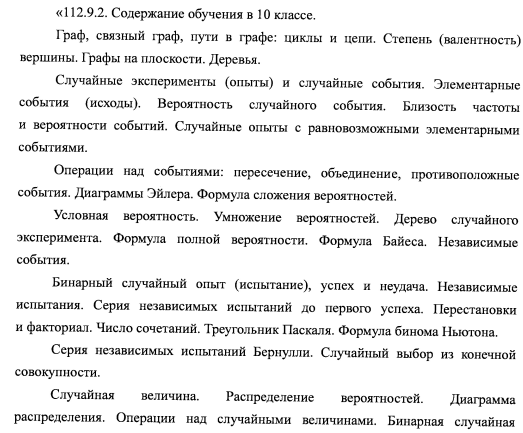 «112.9.2. Содержание обучения в 10 классе.
Граф, связный граф, пути в графе: циклы и цепи. Степень (валентность)
вершины. Графы на плоскости. Деревья.
Случайные эксперименты (опыты) и случайные события. Элементарные
события (исходы). Вероятность случайного события. Близость частоты
и вероятности событий. Случайные опыты с равновозможными элементарными
событиями.
Операции над событиями: пересечение, объединение, противоположные
события. Диаграммы Эйлера. Формула сложения вероятностей.
Условная вероятность. Умножение вероятностей. Дерево случайного
эксперимента. Формула полной вероятности. Формула Байеса. Независимые
события.
Бинарный случайный опыт (испытание), успех и неудача. Независимые
испытания. Серия независимых испытаний до первого успеха. Перестановки
и факториал. Число сочетаний. Треугольник Паскаля. Формула бинома Ньютона.
Серия независимых испытаний Бернулли. Случайный выбор из конечной
совокупности.
Случайная величина. Распределение вероятностей. Диаграмма
распределения. Операции над случайными величинами. Бинарная случайная